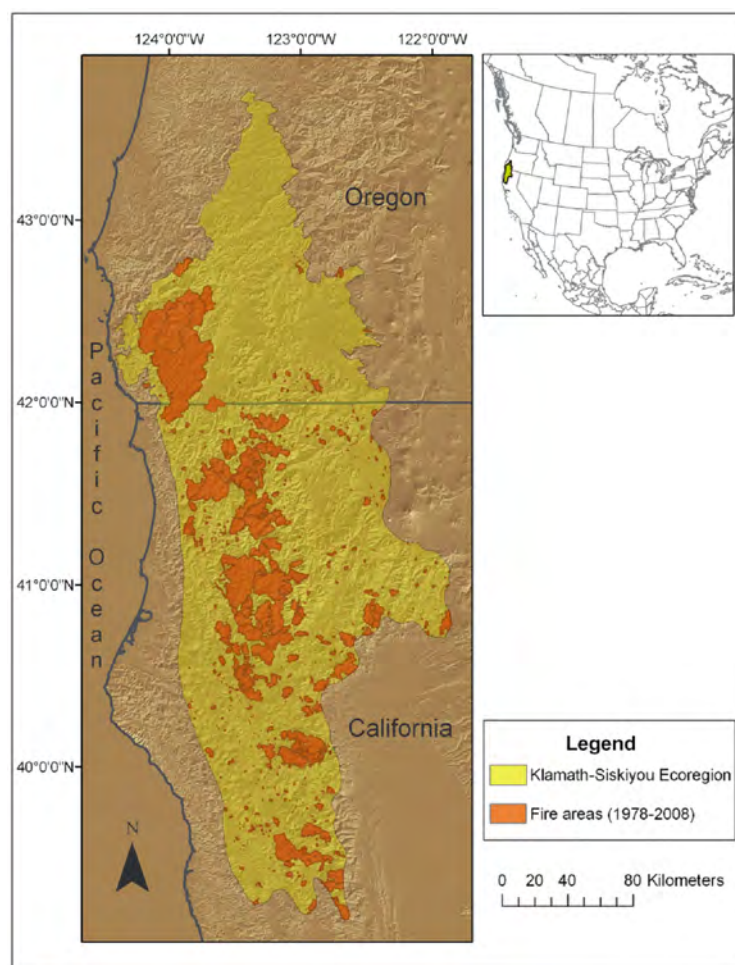 124°0'0"W 123°0'0"W 122°0'0"W
Oregon
43°0'0"N
42°0'0"N
Pacific Ocean
41°0'0"N
California
40°0'0"N
N
Legend
Klamath-Siskiyou Ecoregion
Fire areas (1978-2008)
0 20 40 80 Kilometers